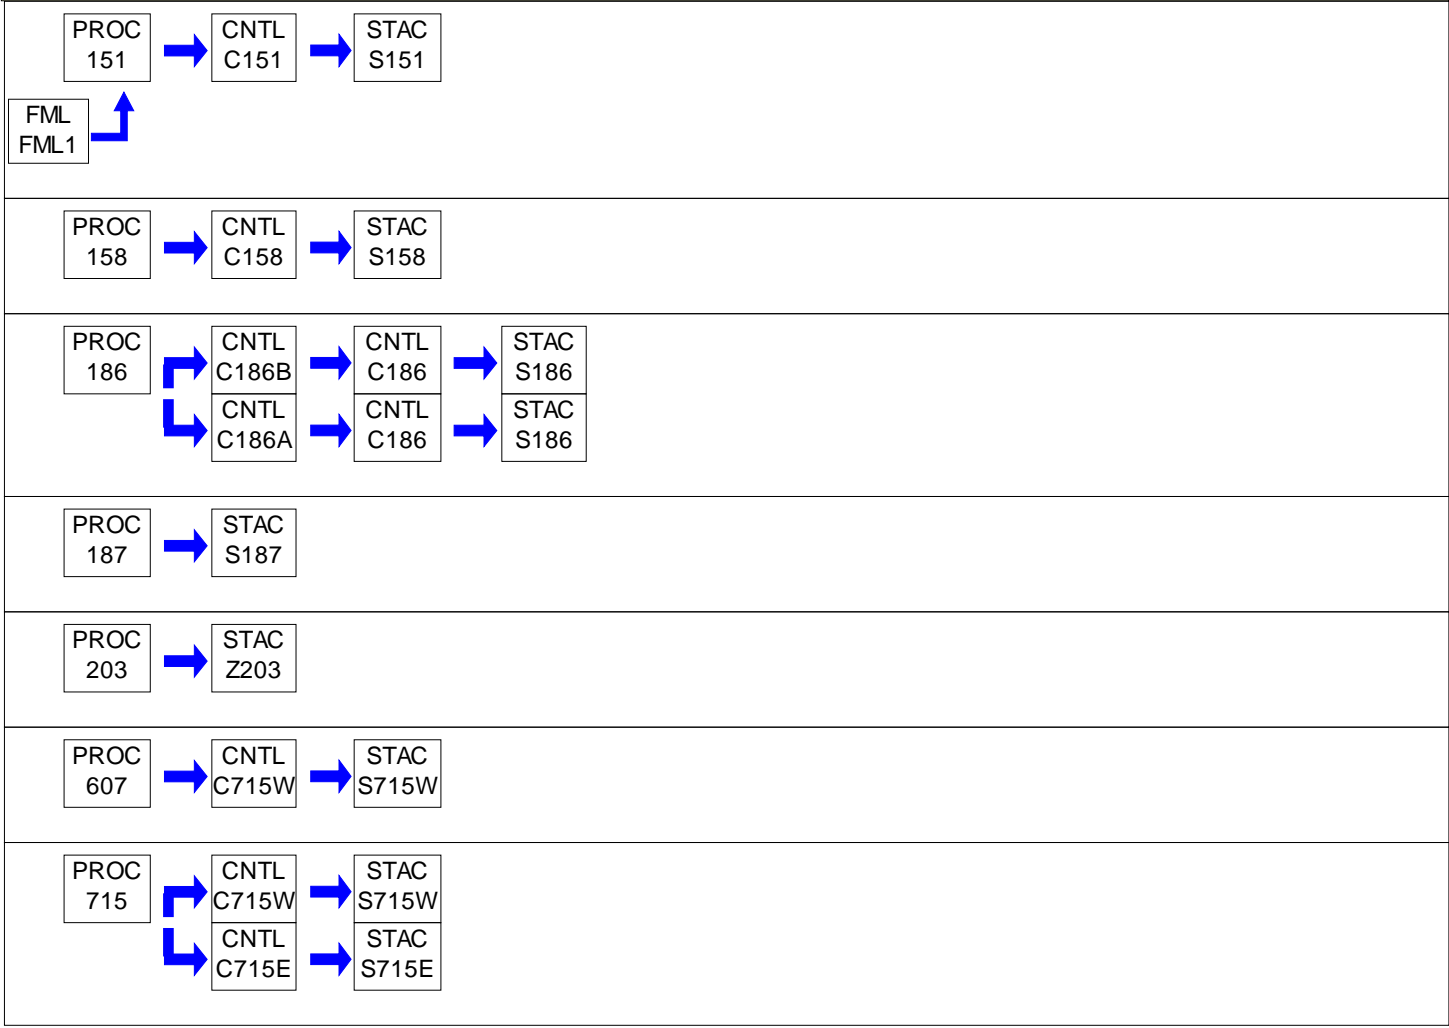 PROC
151
CNTL
C151
STAC
S151
FML
FML1
PROC
158
CNTL
C158
STAC
S158
PROC
186
CNTL
C186B
CNTL
C186
STAC
S186
CNTL
C186A
CNTL
C186
STAC
S186
PROC
187
STAC
S187
PROC
203
STAC
Z203
PROC
607
CNTL
C715W
STAC
S715W
PROC
715
CNTL
C715W
STAC
S715W
CNTL
C715E
STAC
S715E